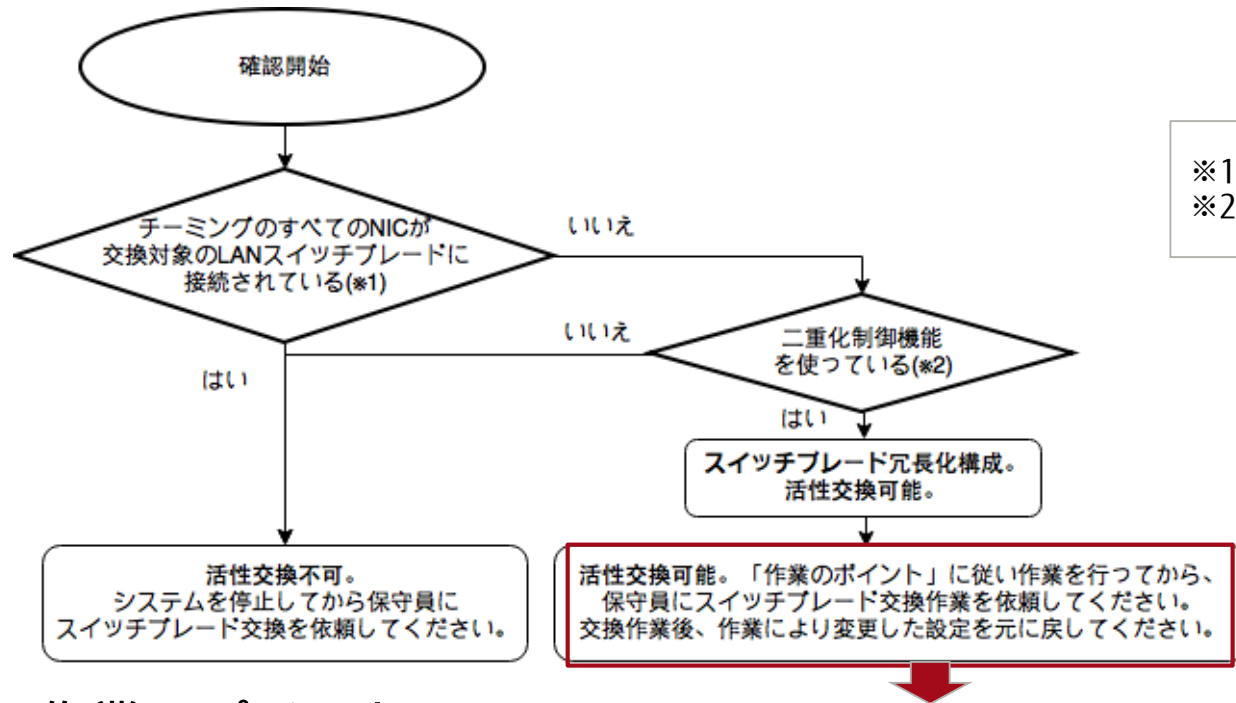 確認開始
※1
※2
チーミングのすべてのNICが
交換対象のLANスイッチブレードに
接続されている(※1)
いいえ
いいえ
二重化制御機能
を使っている(※2)
はい
はい
スイッチブレード冗長化構成。
活性交換可能。
活性交換不可。
システムを停止してから保守員に
スイッチブレード交換を依頼してください。
活性交換可能。「作業のポイント」に従い作業を行ってから、
保守員にスイッチブレード交換作業を依頼してください。
交換作業後、作業により変更した設定を元に戻してください。